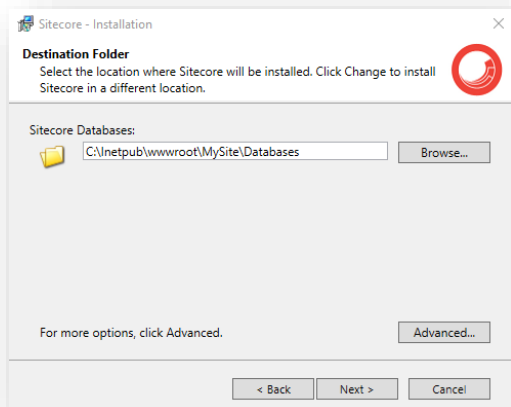 Sitecore - Installation
Destination Folder
Select the location where Sitecore will be installed. Click Change to install
Sitecore in a different location.
Sitecore Databases:
C:\Inetpub\wwwroot\MySite\Databases
Browse...
For more options, click Advanced.
Advanced...
< Back
Next >
Cancel